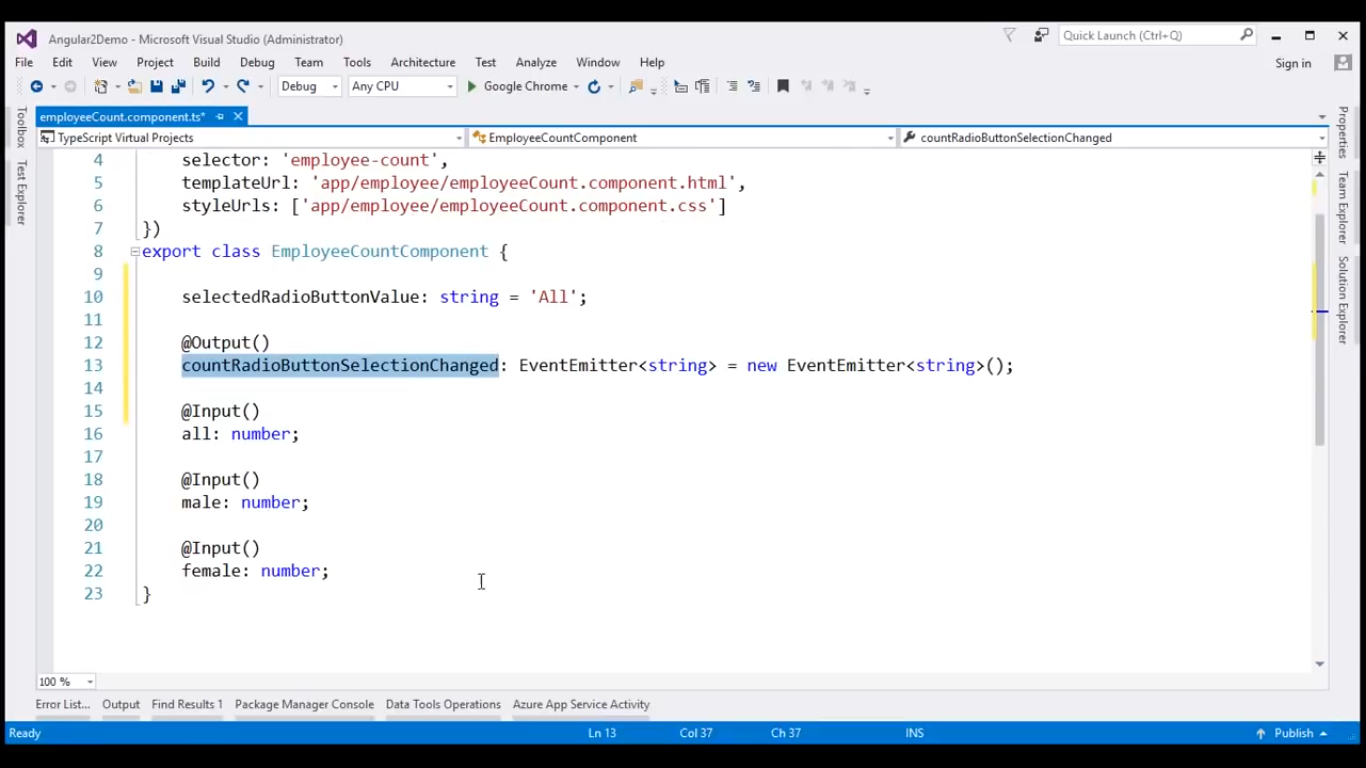 Angular2Demo - Microsoft Visual Studio (Administrator)
Quick Launch (Ctrl+Q)
File Edit View Project Build Debug Team Tools Architecture Test Analyze Window Help
Sign in
Debug Any CPU Google Chrome
employeeCount.component.ts*
TypeScript Virtual Projects EmployeeCountComponent countRadioButtonSelectionChanged
Toolbox
Test Explorer
Properties
Team Explorer
Solution Explorer
4 selector: 'employee-count',
5 templateUrl: 'app/employee/employeeCount.component.html',
6 styleUrls: ['app/employee/employeeCount.component.css']
7 })
8 export class EmployeeCountComponent {
9
10 selectedRadioButtonValue: string = 'All';
11
12 @Output()
13 countRadioButtonSelectionChanged: EventEmitter<string> = new EventEmitter<string>();
14
15 @Input()
16 all: number;
17
18 @Input()
19 male: number;
20
21 @Input()
22 female: number;
23 }
100 %
Error List... Output Find Results 1 Package Manager Console Data Tools Operations Azure App Service Activity
Ready Ln 13 Col 37 Ch 37 INS Publish